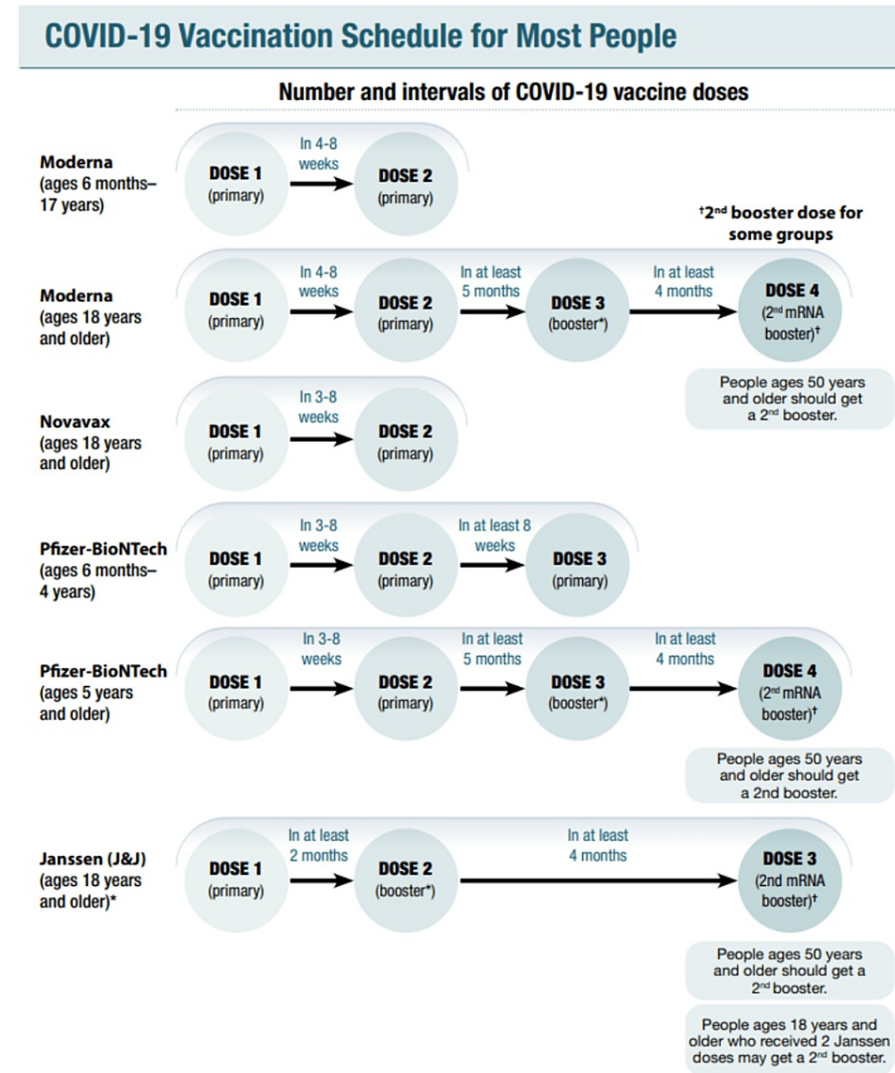 COVID-19 Vaccination Schedule for Most People
Number and intervals of COVID-19 vaccine doses
Moderna
(ages 6 months–
17 years)
DOSE 1
(primary)
In 4-8
weeks
DOSE 2
(primary)
†2nd booster dose for
some groups
Moderna
(ages 18 years
and older)
DOSE 1
(primary)
In 4-8
weeks
DOSE 2
(primary)
In at least
5 months
DOSE 3
(booster*)
In at least
4 months
DOSE 4
(2nd mRNA
booster)†
People ages 50 years
and older should get
a 2nd booster.
Novavax
(ages 18 years
and older)
DOSE 1
(primary)
In 3-8
weeks
DOSE 2
(primary)
Pfizer-BioNTech
(ages 6 months–
4 years)
DOSE 1
(primary)
In 3-8
weeks
DOSE 2
(primary)
In at least 8
weeks
DOSE 3
(primary)
Pfizer-BioNTech
(ages 5 years
and older)
DOSE 1
(primary)
In 3-8
weeks
DOSE 2
(primary)
In at least
5 months
DOSE 3
(booster*)
In at least
4 months
DOSE 4
(2nd mRNA
booster)†
People ages 50 years
and older should get
a 2nd booster.
Janssen (J&J)
(ages 18 years
and older)*
DOSE 1
(primary)
In at least
2 months
DOSE 2
(booster*)
In at least
4 months
DOSE 3
(2nd mRNA
booster)†
People ages 50 years
and older should get a
2nd booster.
People ages 18 years and
older who received 2 Janssen
doses may get a 2nd booster.